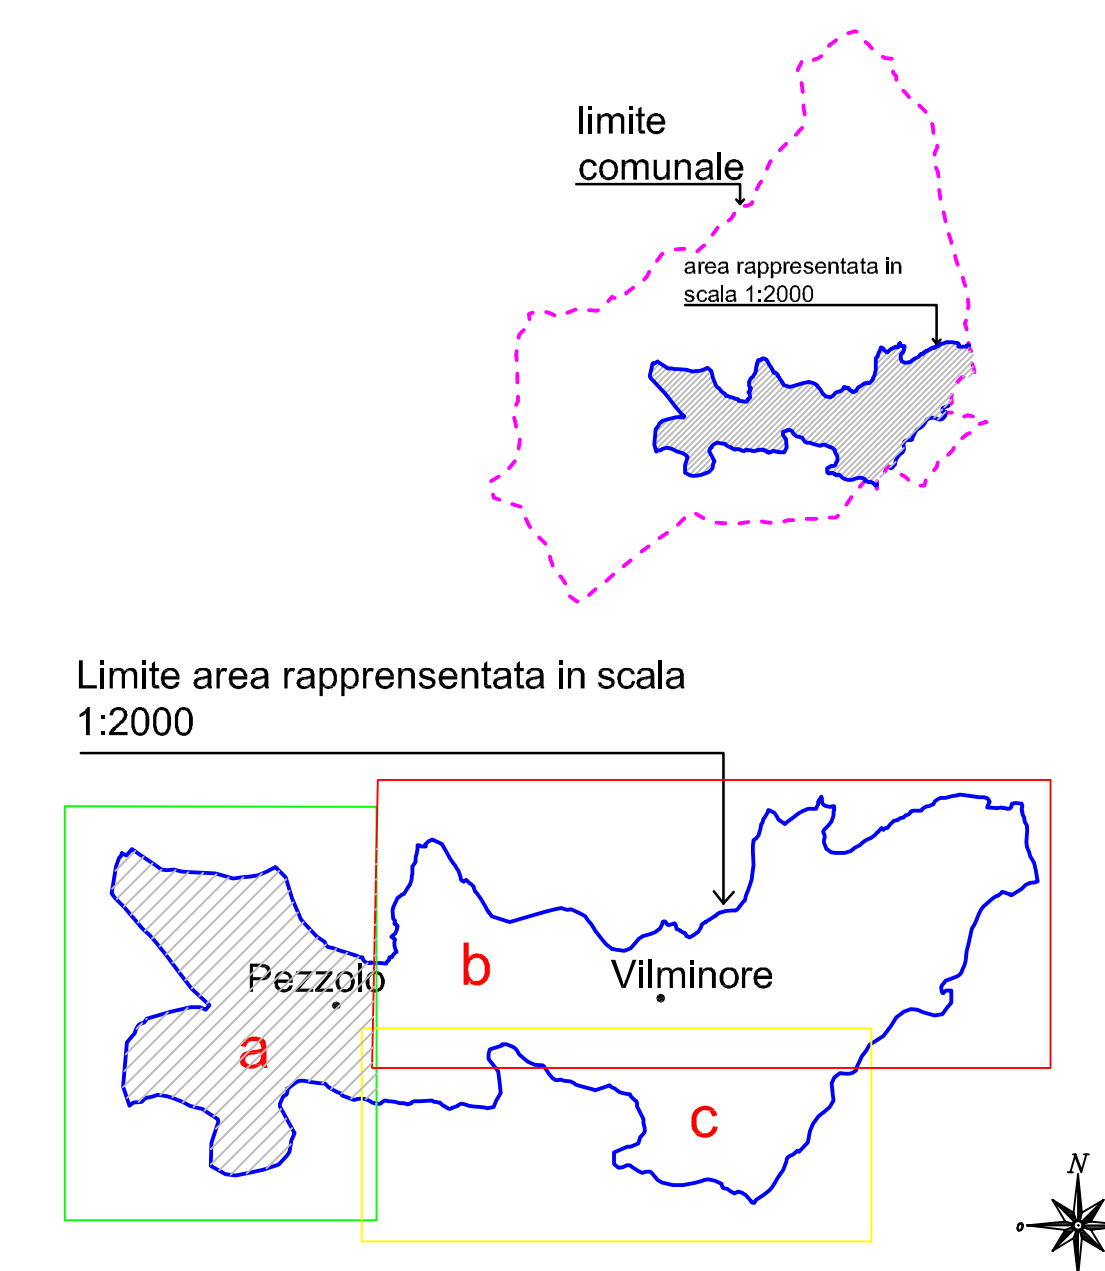 limite
comunale
area rappresentata in
scala 1:2000
Limite area rapprensentata in scala
1:2000
Pezzolo
b
Vilminore
a
c
N
o